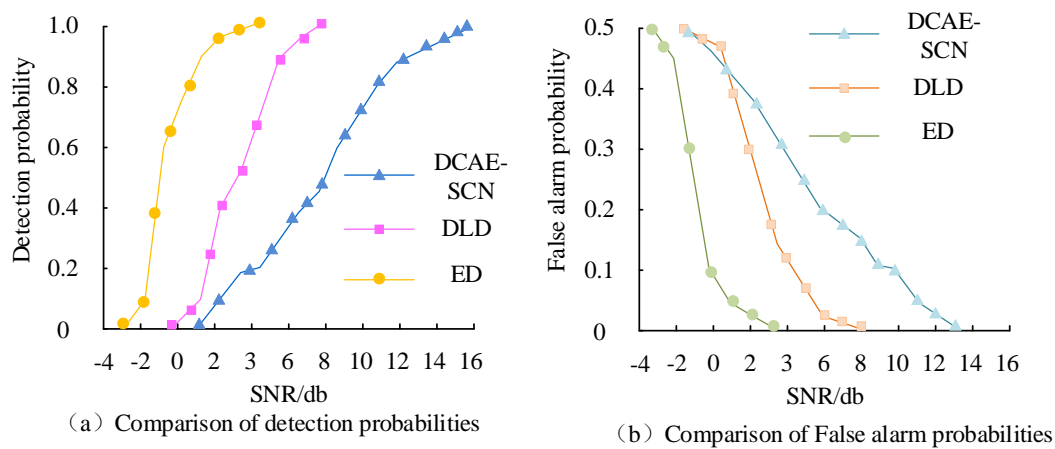 Detection probability
1.0
0.8
0.6
0.4
0.2
0
-4 -2 0 2 3 6 8 10 12 14 16
SNR/db
DCAE-
SCN
DLD
ED
（a）Comparison of detection probabilities
False alarm probability
0.5
0.4
0.3
0.2
0.1
0
-4 -2 0 2 3 6 8 10 12 14 16
SNR/db
DCAE-
SCN
DLD
ED
（b）Comparison of False alarm probabilities